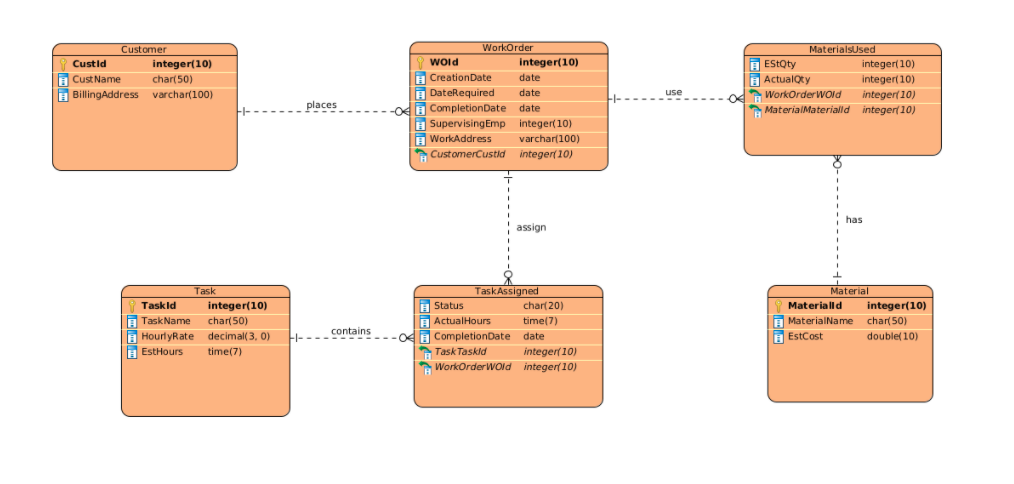 Customer
CustId integer(10)
CustName char(50)
BillingAddress varchar(100)
places
WorkOrder
WOId integer(10)
CreationDate date
DateRequired date
CompletionDate date
SupervisingEmp integer(10)
WorkAddress varchar(100)
CustomerCustId integer(10)
use
MaterialsUsed
EStQty integer(10)
ActualQty integer(10)
WorkOrderWOId integer(10)
MaterialMaterialId integer(10)
assign
has
Task
TaskId integer(10)
TaskName char(50)
HourlyRate decimal(3, 0)
EstHours time(7)
contains
TaskAssigned
Status char(20)
ActualHours time(7)
CompletionDate date
TaskTaskId integer(10)
WorkOrderWOId integer(10)
Material
MaterialId integer(10)
MaterialName char(50)
EstCost double(10)